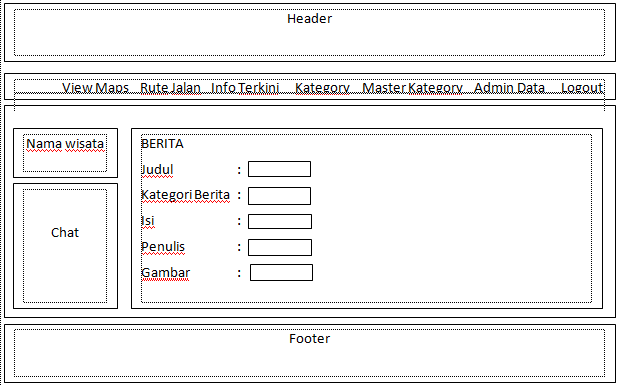 Header
View Maps Rute Jalan Info Terkini Kategory Master Kategory Admin Data Logout
Nama wisata
Chat
BERITA
Judul :
Kategori Berita :
Isi :
Penulis :
Gambar :
Footer